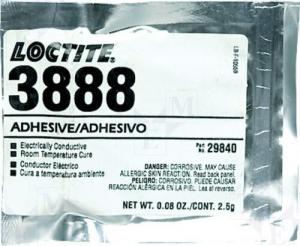 LOCTITE
3888
ADHESIVE/ADHESIVO
Electrically Conductive
Room Temperature Cure
Conductor Eléctrico
Cura a temperatura ambiente
Part No. 29840
DANGER: CORROSIVE. MAY CAUSE
ALLERGIC SKIN REACTION. Read back panel.
PELIGRO: CORROSIVO. PUEDE CAUSAR
REACCIÓN ALÉRGICA EN LA PIEL. Lea al reverso.
NET WT. 0.08 OZ./CONT. 2.5g